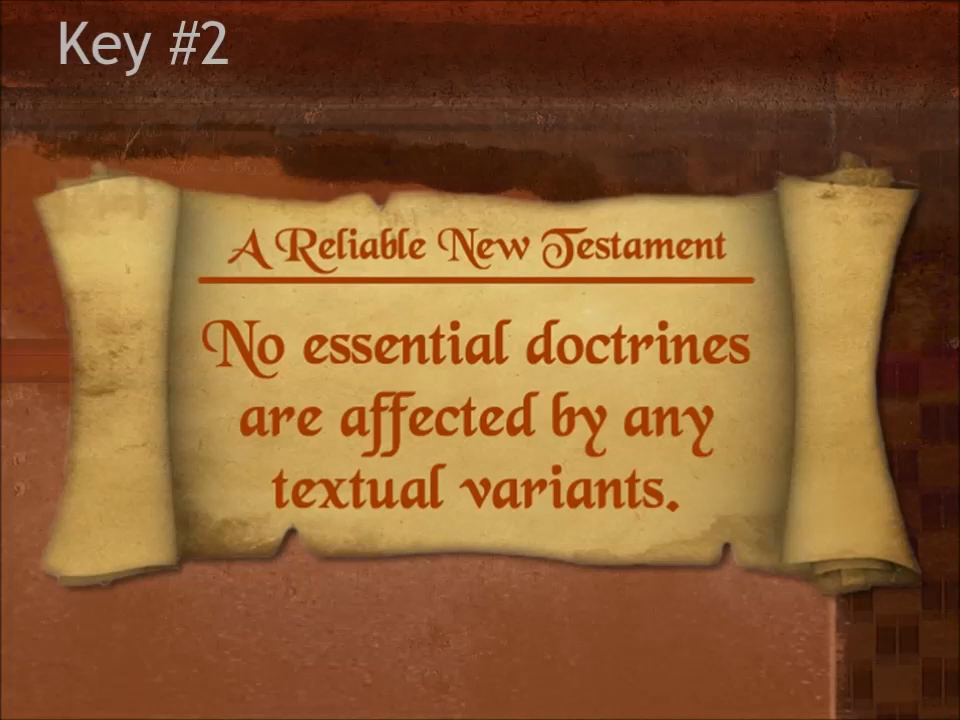 Key #2
A Reliable New Testament
No essential doctrines
are affected by any
textual variants.